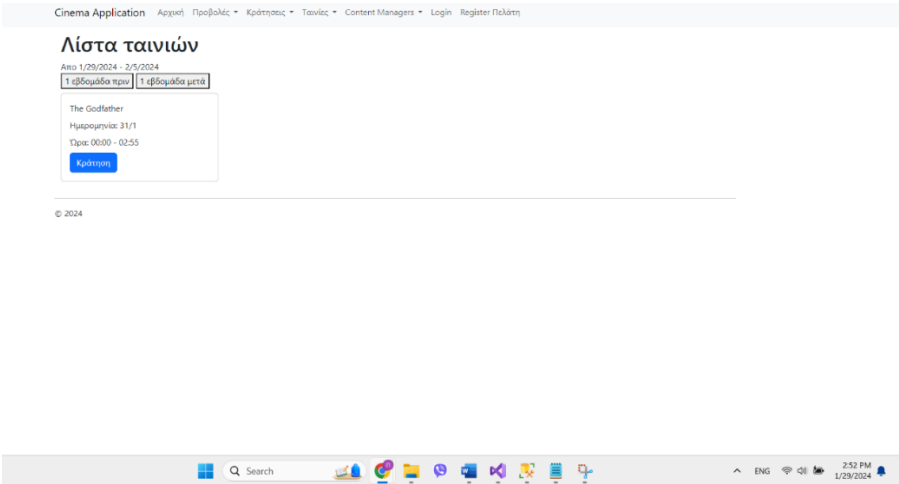 Cinema Application Αρχική Προβολές Κράτησεις Ταινίες Content Managers Login Register Πελάτη
Λίστα ταινιών
Απο 1/29/2024 - 2/5/2024
1 εβδομάδα πριν 1 εβδομάδα μετά
The Godfather
Ημερομηνία: 31/1
Ώρα: 00:00 - 02:55
Κράτηση
© 2024
Search ENG 2:52 PM
1/29/2024